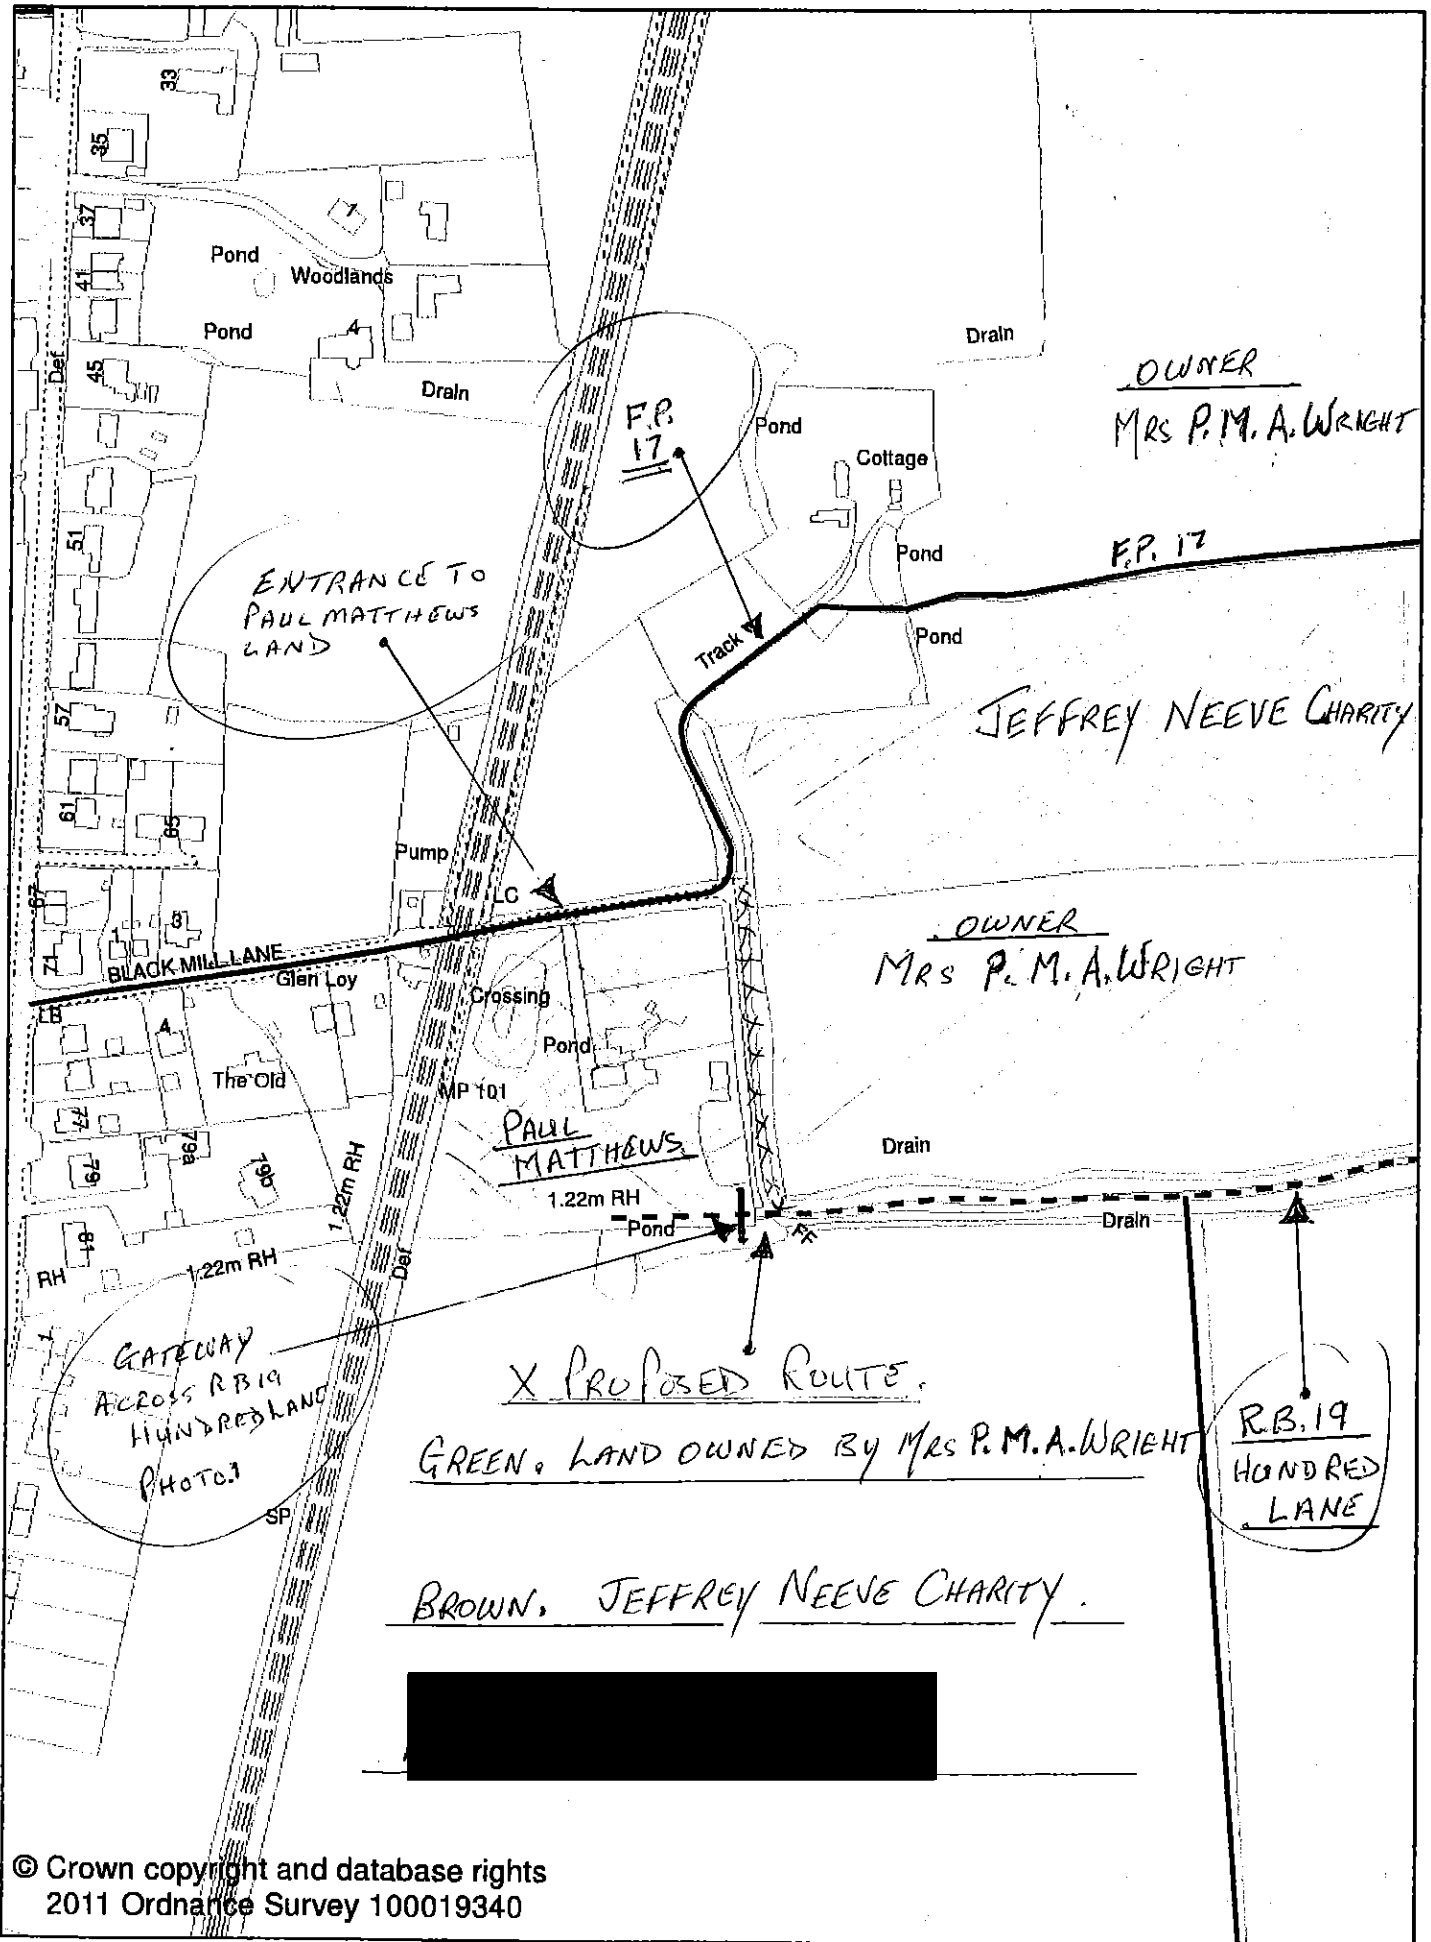 33
35
37
7
Pond
Woodlands
41
Pond
4
Drain
Drain
Def
45
OWNER
MRS P. M. A. WRIGHT
F.P.
17
Pond
Cottage
51
Pond
F.P. 17
ENTRANCE TO
PAUL MATTHEWS
LAND
Pond
Track
JEFFREY NEEVE CHARITY
57
61
65
Pump
LC
67
1
3
71
BLACK MILL LANE
Glen Loy
LB
OWNER
MRS P. M. A. WRIGHT
Crossing
4
Pond
The Old
MP 101
77
79a
79
79b
PAUL
MATTHEWS
Drain
1.22m RH
1.22m RH
Pond
Drain
FF
81
RH
1.22m RH
Def
1
GATEWAY
ACROSS RB19
HUNDRED LANE
PHOTO.1
X PROPOSED ROUTE.
R.B. 19
HUNDRED
LANE
GREEN. LAND OWNED BY MRS P. M. A. WRIGHT
SP
BROWN. JEFFREY NEEVE CHARITY.
© Crown copyright and database rights
2011 Ordnance Survey 100019340